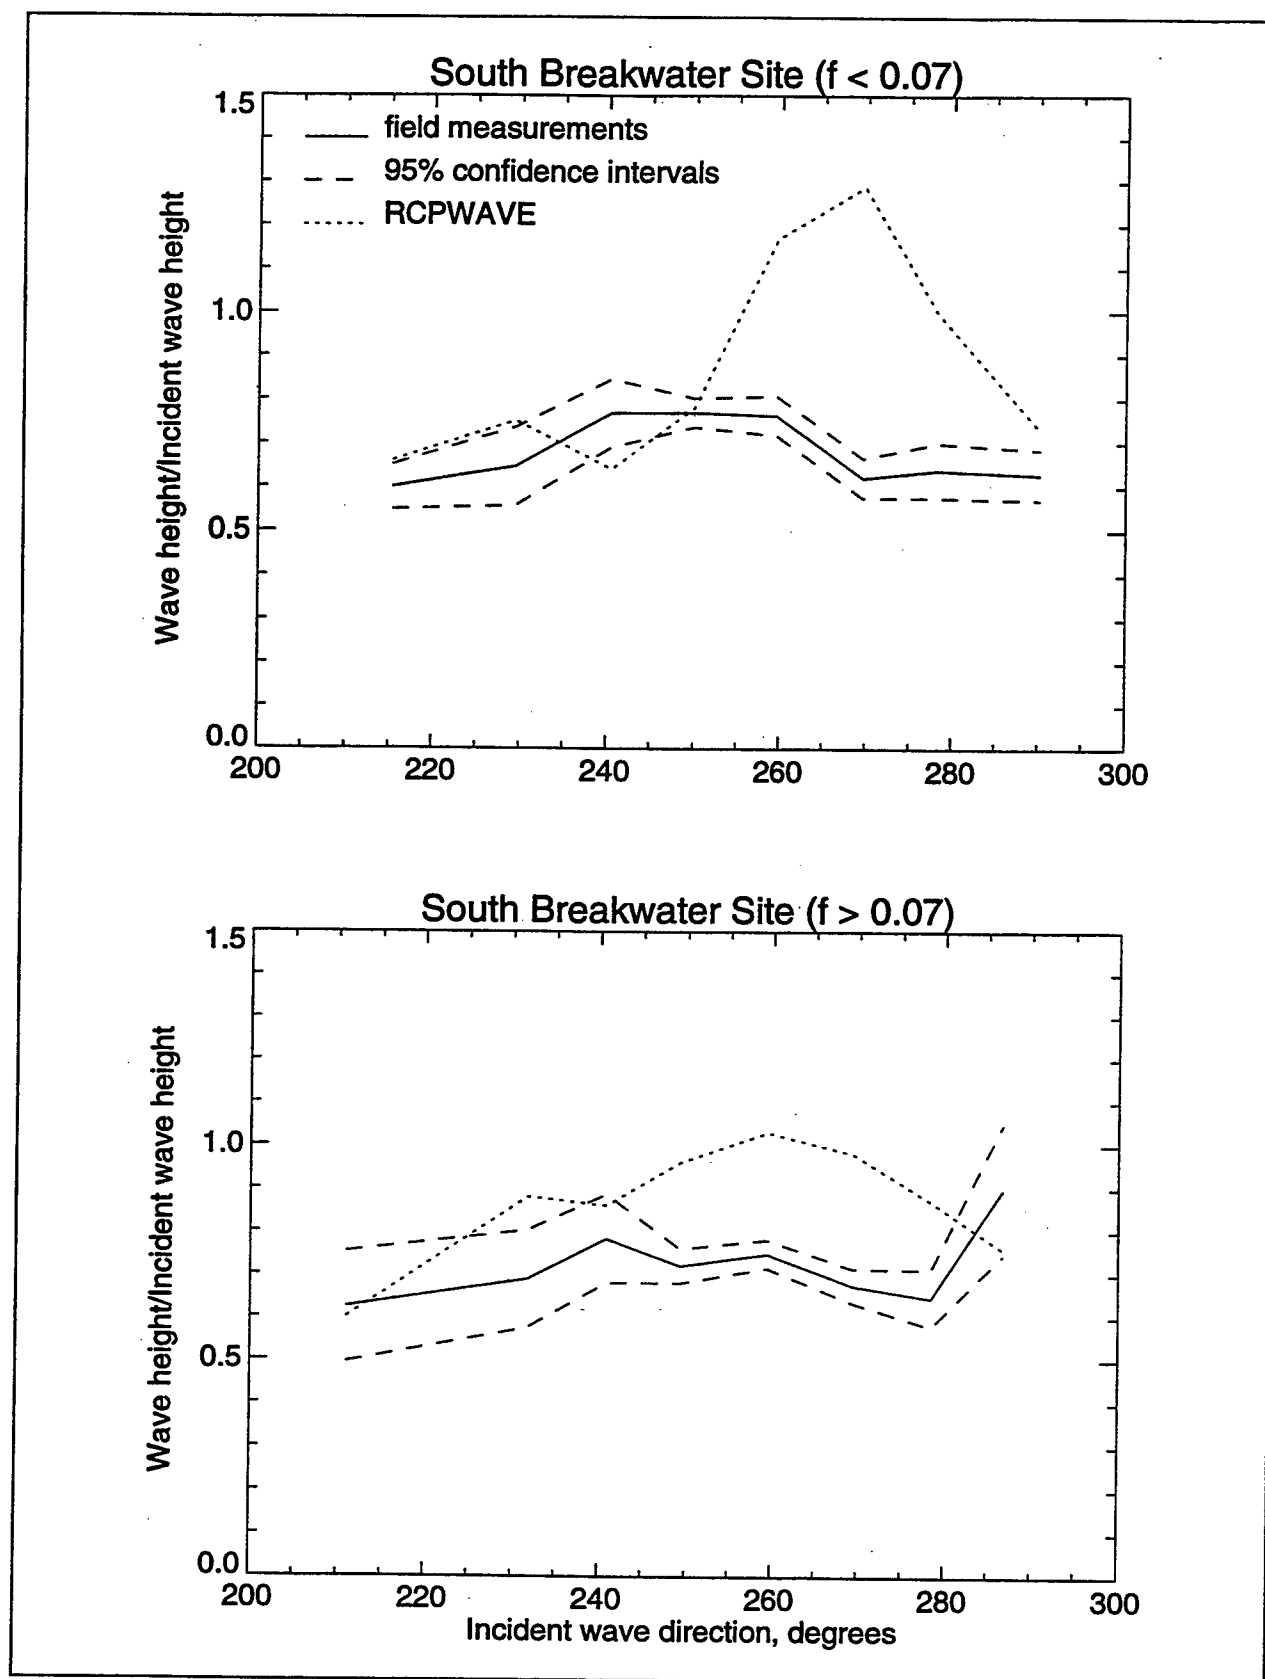 South Breakwater Site (f < 0.07)
1.5
field measurements
95% confidence intervals
RCPWAVE
Wave height/Incident wave height
1.0
0.5
0.0
200 220 240 260 280 300
South Breakwater Site (f > 0.07)
1.5
Wave height/Incident wave height
1.0
0.5
0.0
200 220 240 260 280 300
Incident wave direction, degrees